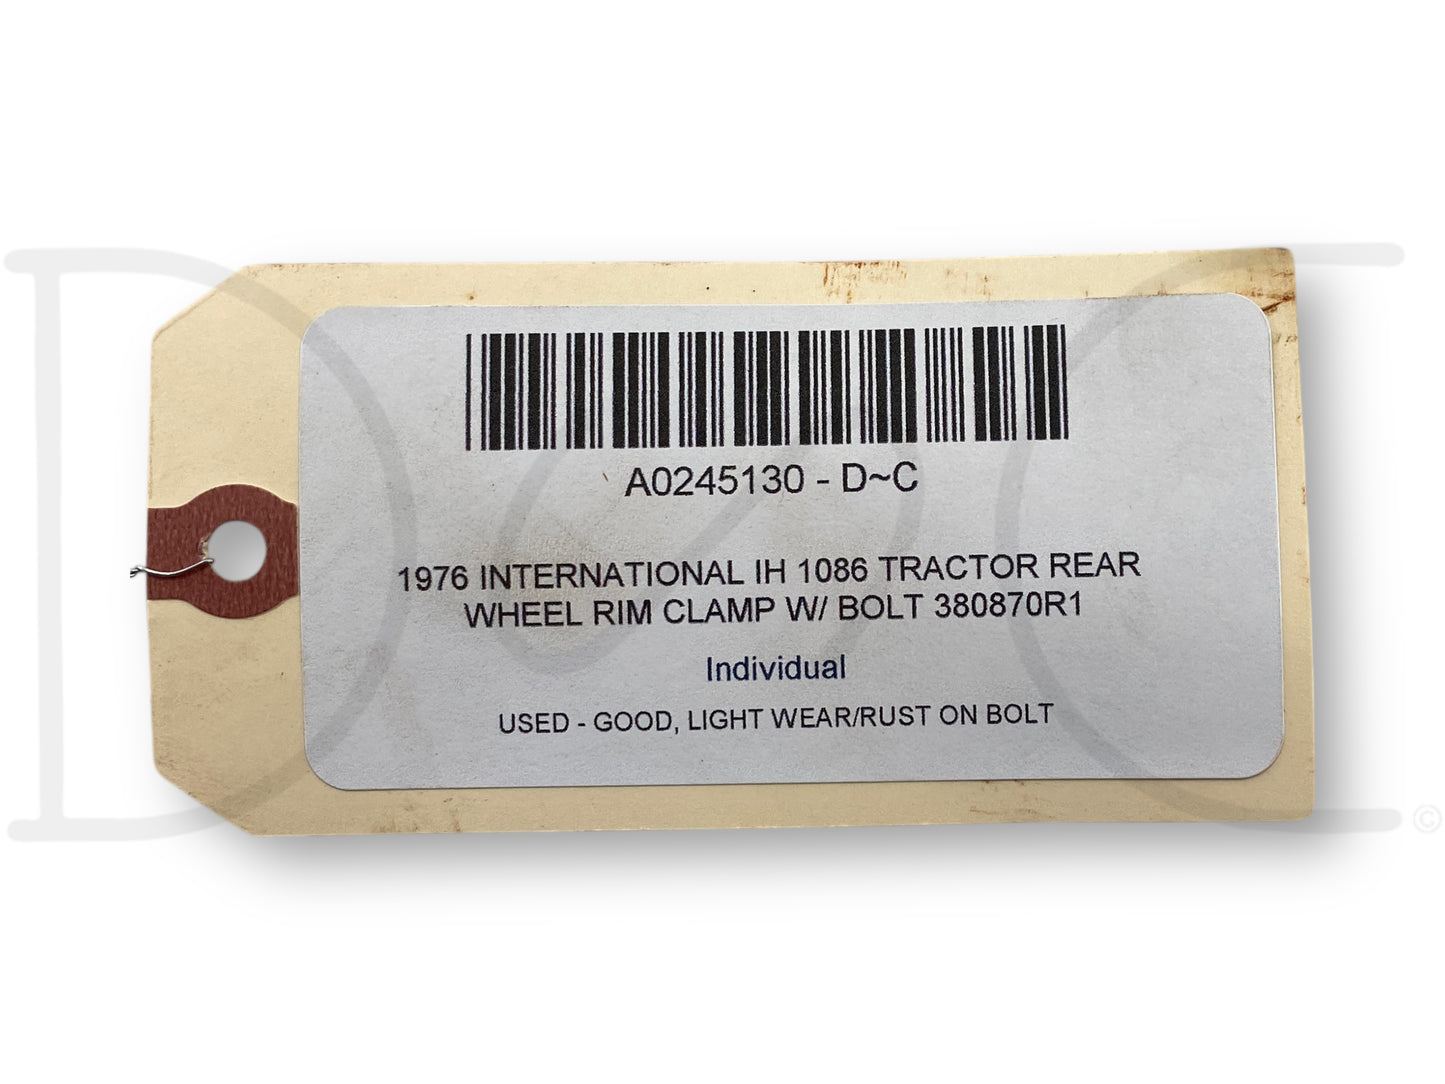 A0245130 - D~C
1976 INTERNATIONAL IH 1086 TRACTOR REAR
WHEEL RIM CLAMP W/ BOLT 380870R1
Individual
USED - GOOD, LIGHT WEAR/RUST ON BOLT
D C ©